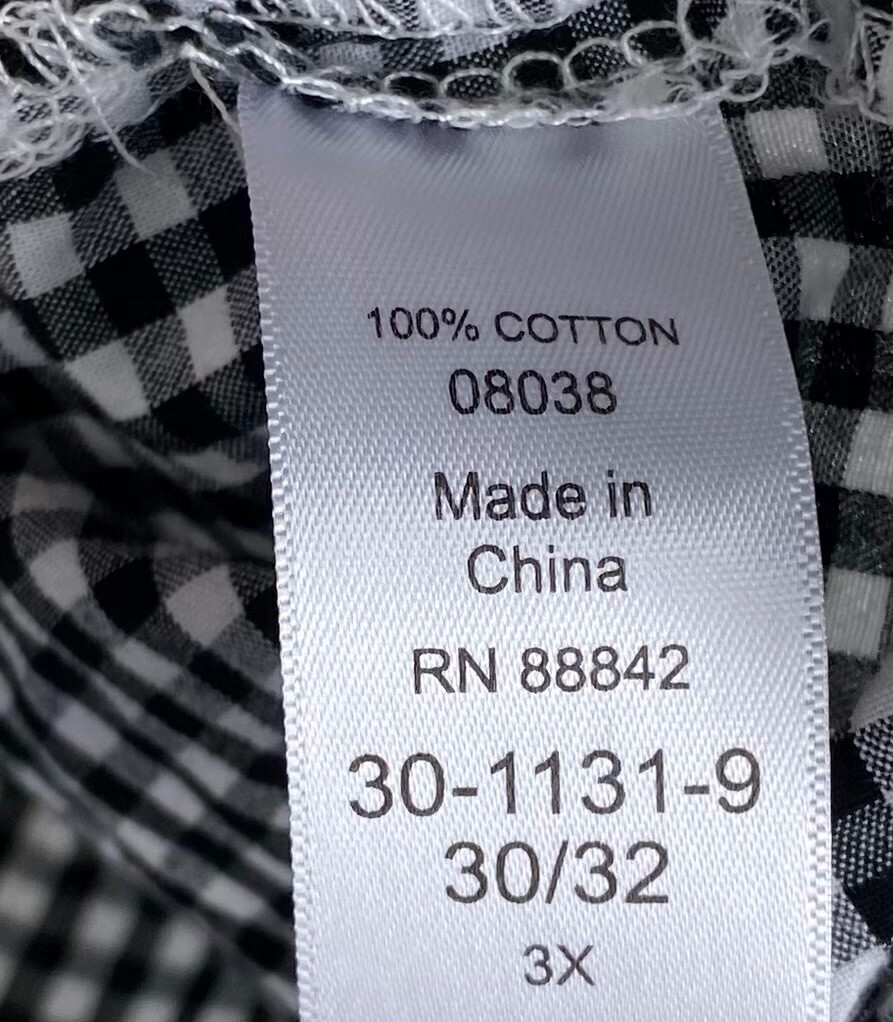 100% COTTON
08038
Made in
China
RN 88842
30-1131-9
30/32
3X